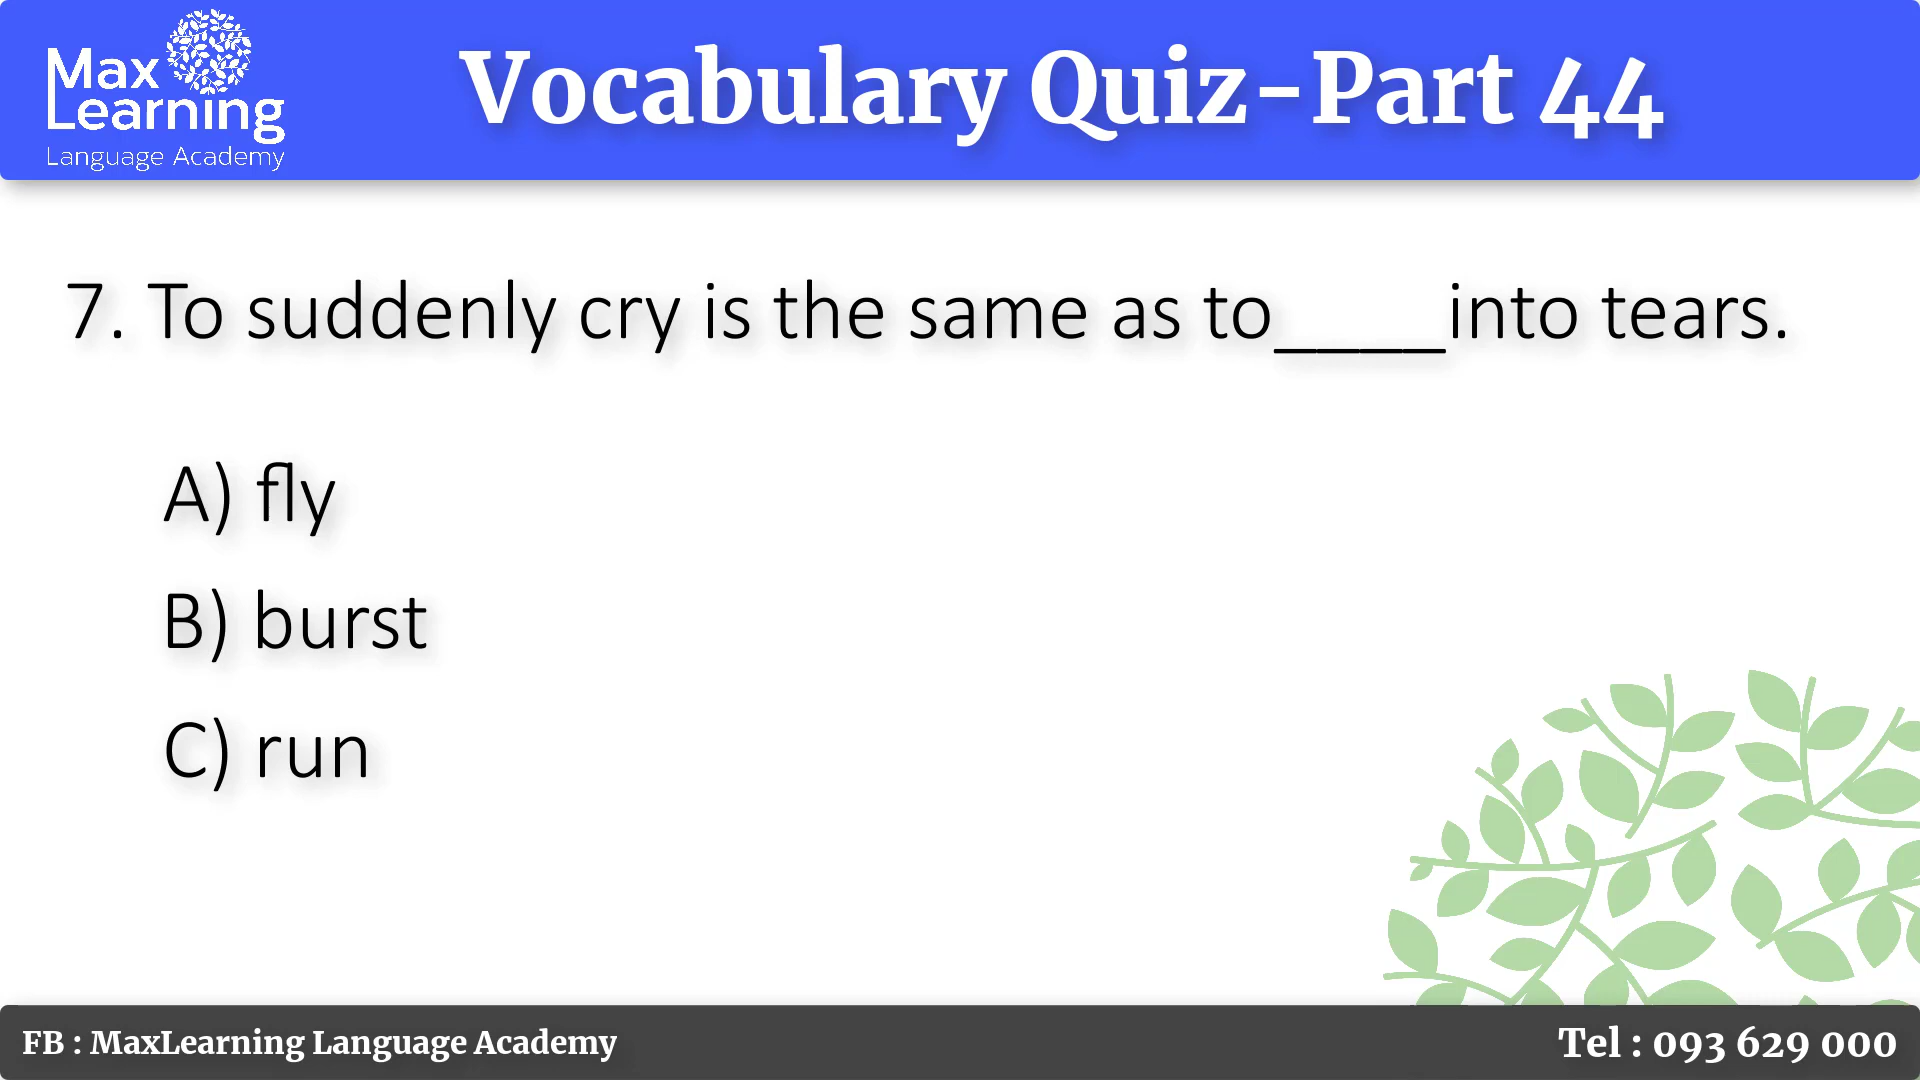 Max
Learning
Language Academy
Vocabulary Quiz-Part 44
7. To suddenly cry is the same as to____into tears.
A) fly
B) burst
C) run
FB : MaxLearning Language Academy
Tel : 093 629 000